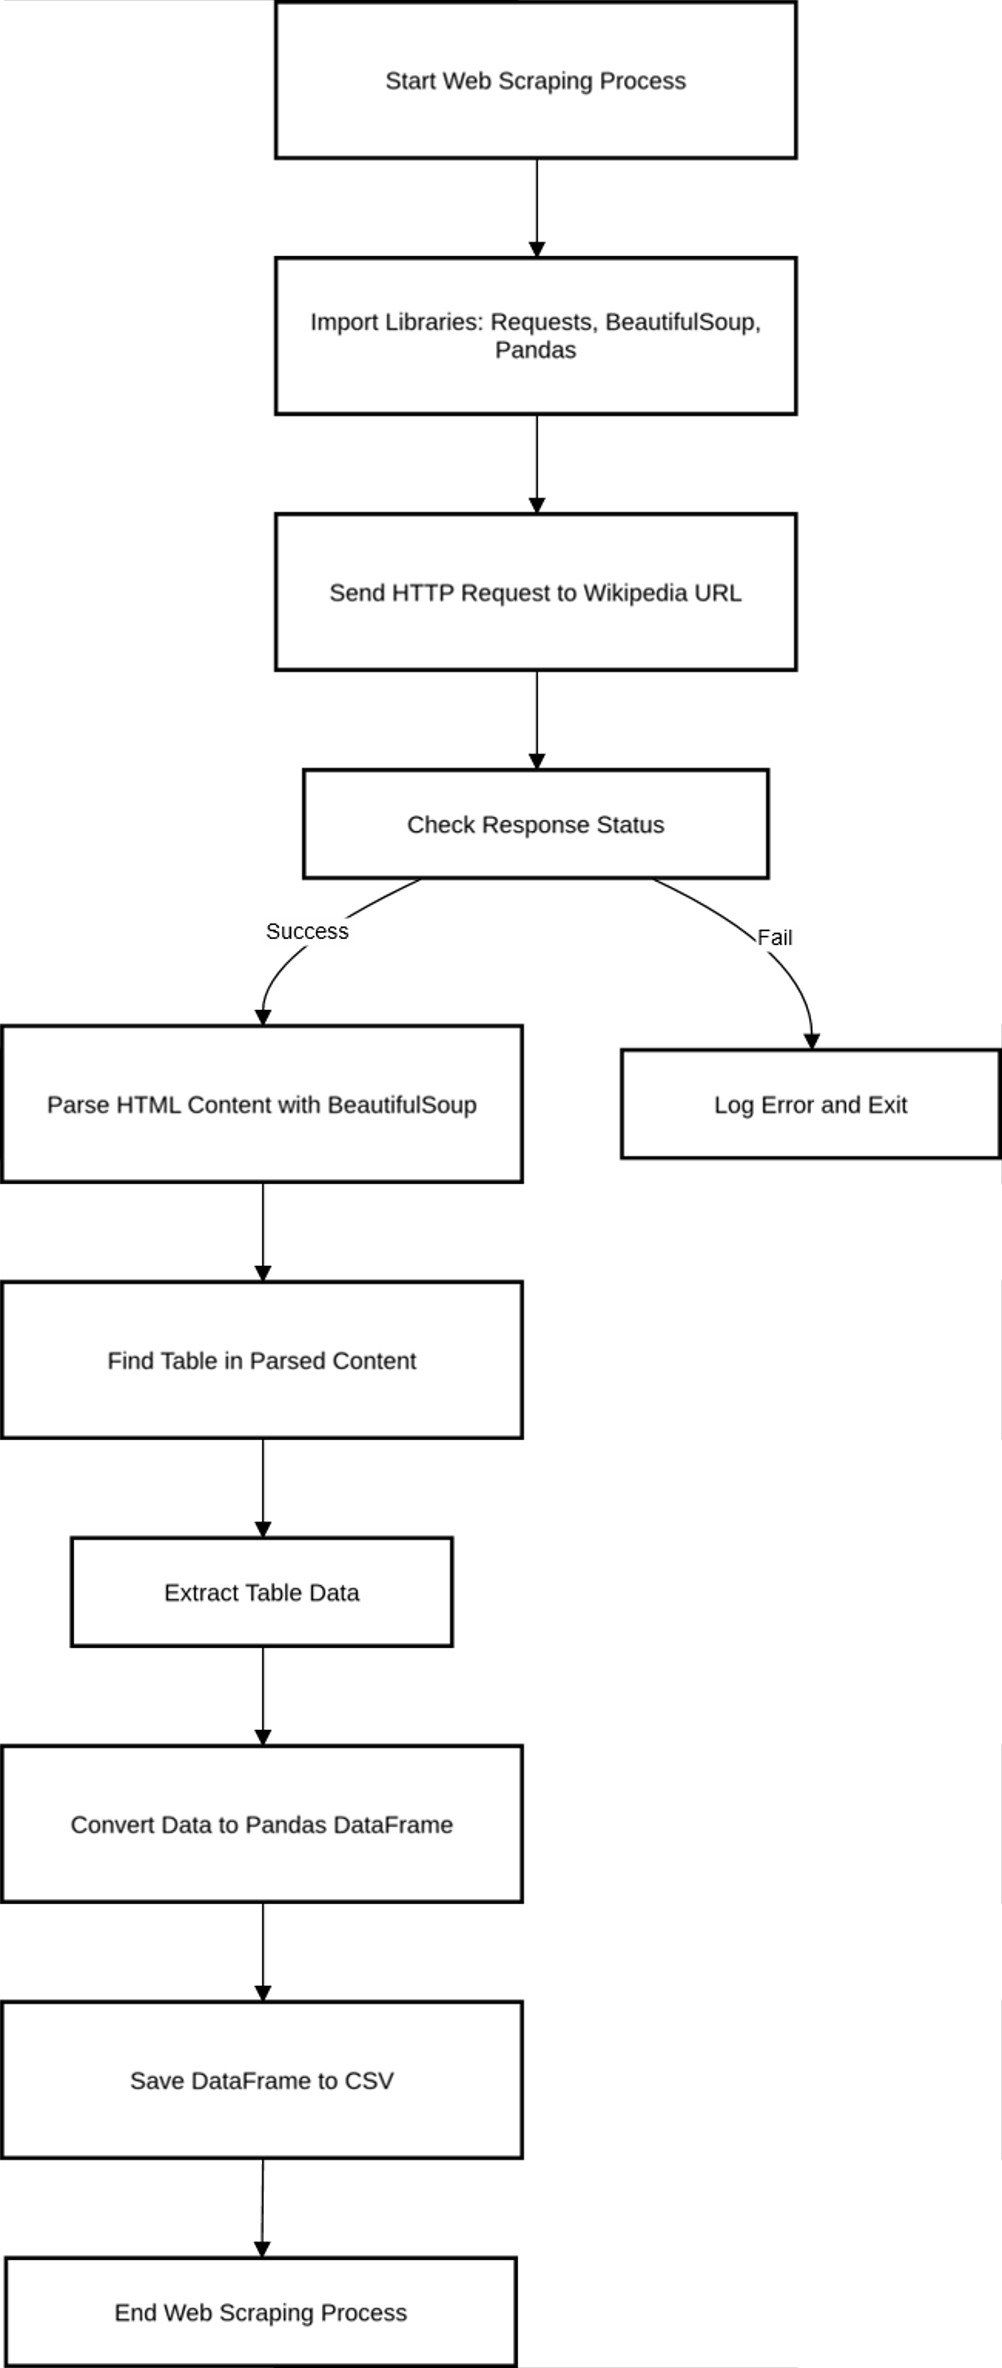 Start Web Scraping Process
Import Libraries: Requests, BeautifulSoup,
Pandas
Send HTTP Request to Wikipedia URL
Check Response Status
Success
Fail
Parse HTML Content with BeautifulSoup
Log Error and Exit
Find Table in Parsed Content
Extract Table Data
Convert Data to Pandas DataFrame
Save DataFrame to CSV
End Web Scraping Process